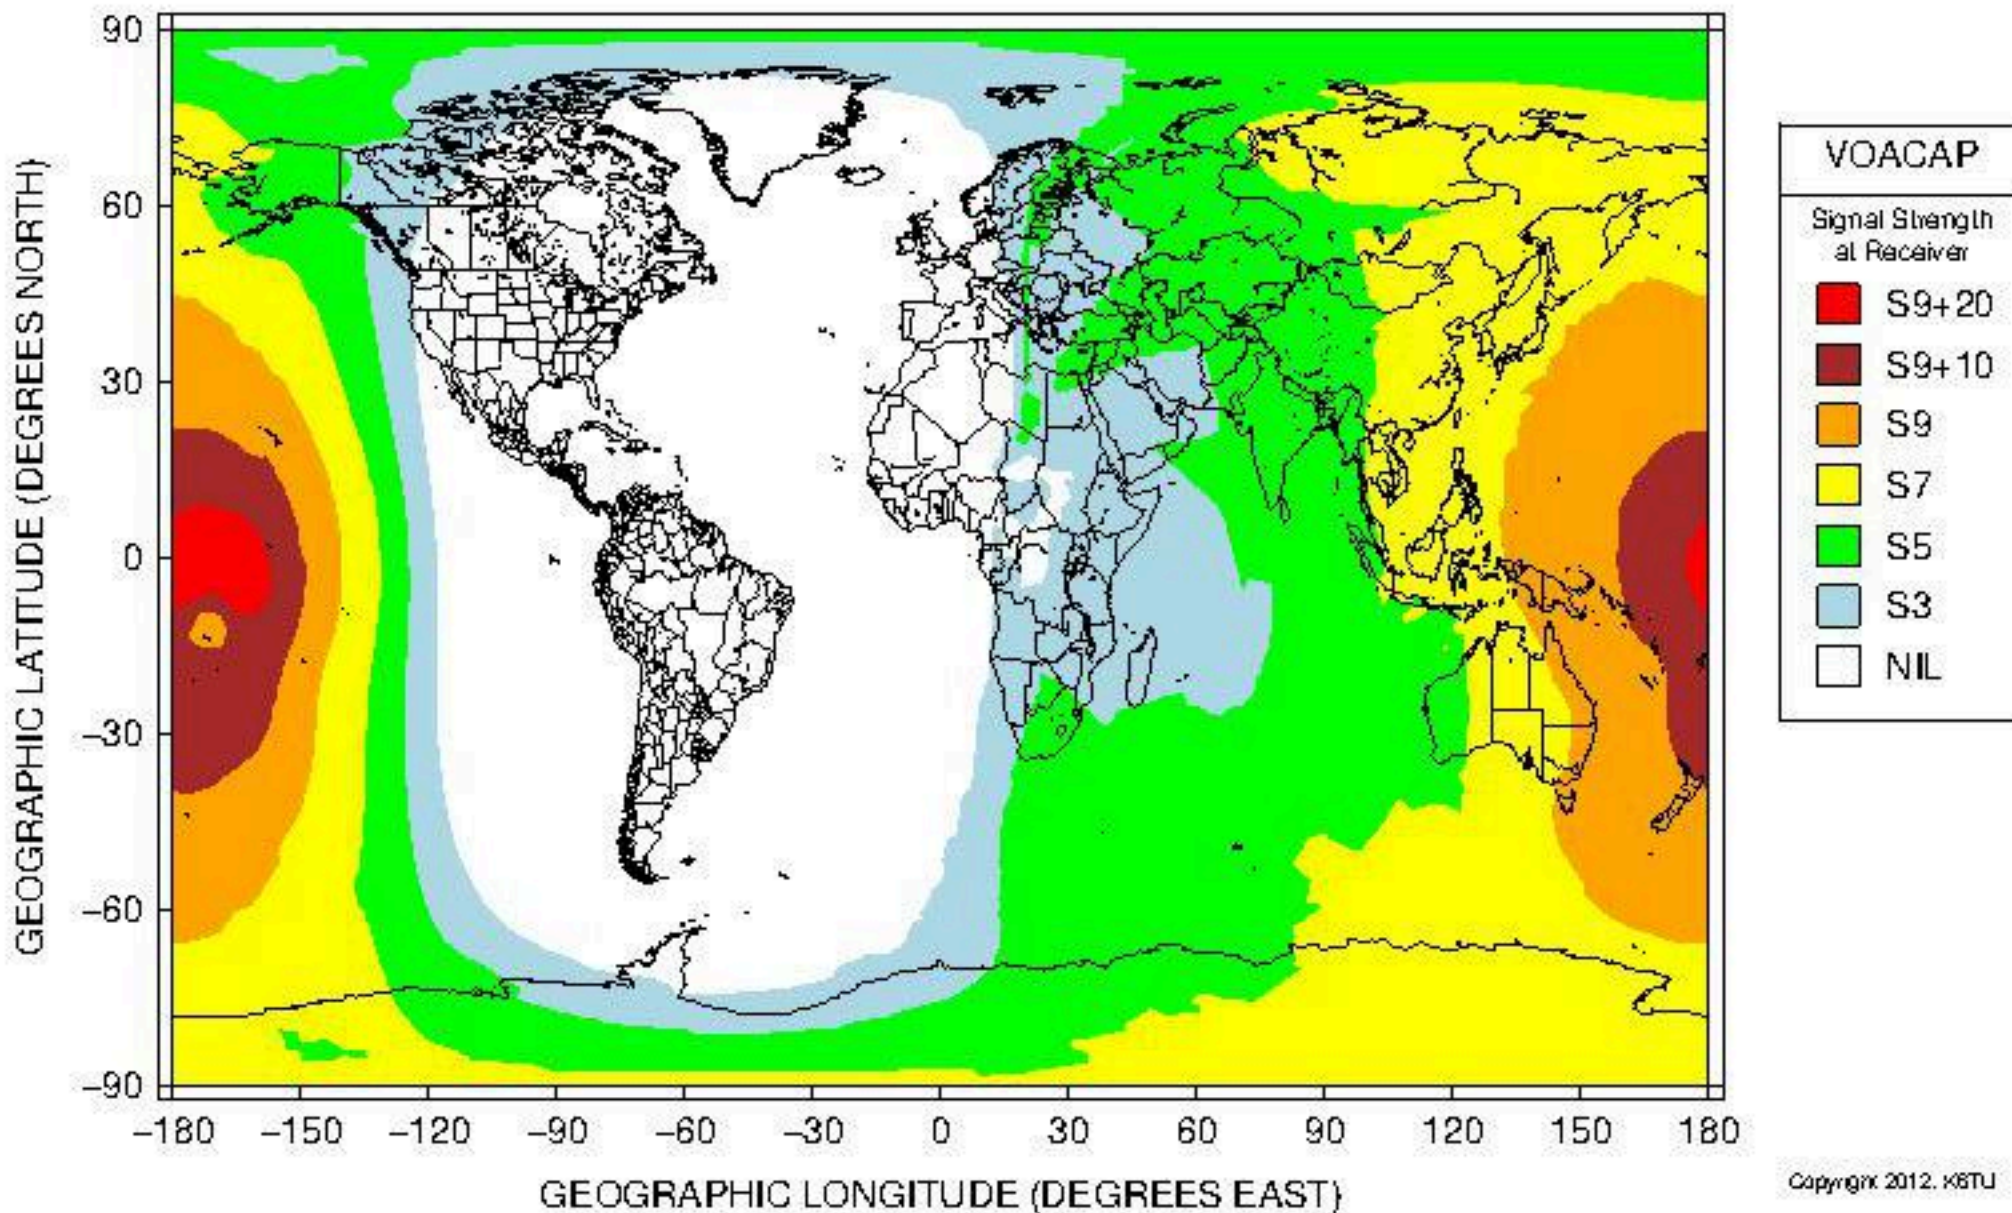 90
60
30
0
−30
−60
−90
GEOGRAPHIC LATITUDE (DEGREES NORTH)
−180 −150 −120 −90 −60 −30 0 30 60 90 120 150 180
GEOGRAPHIC LONGITUDE (DEGREES EAST)
VOACAP
Signal Strength
at Receiver
S9+20
S9+10
S9
S7
S5
S3
NIL
Copyright 2012, K6TU